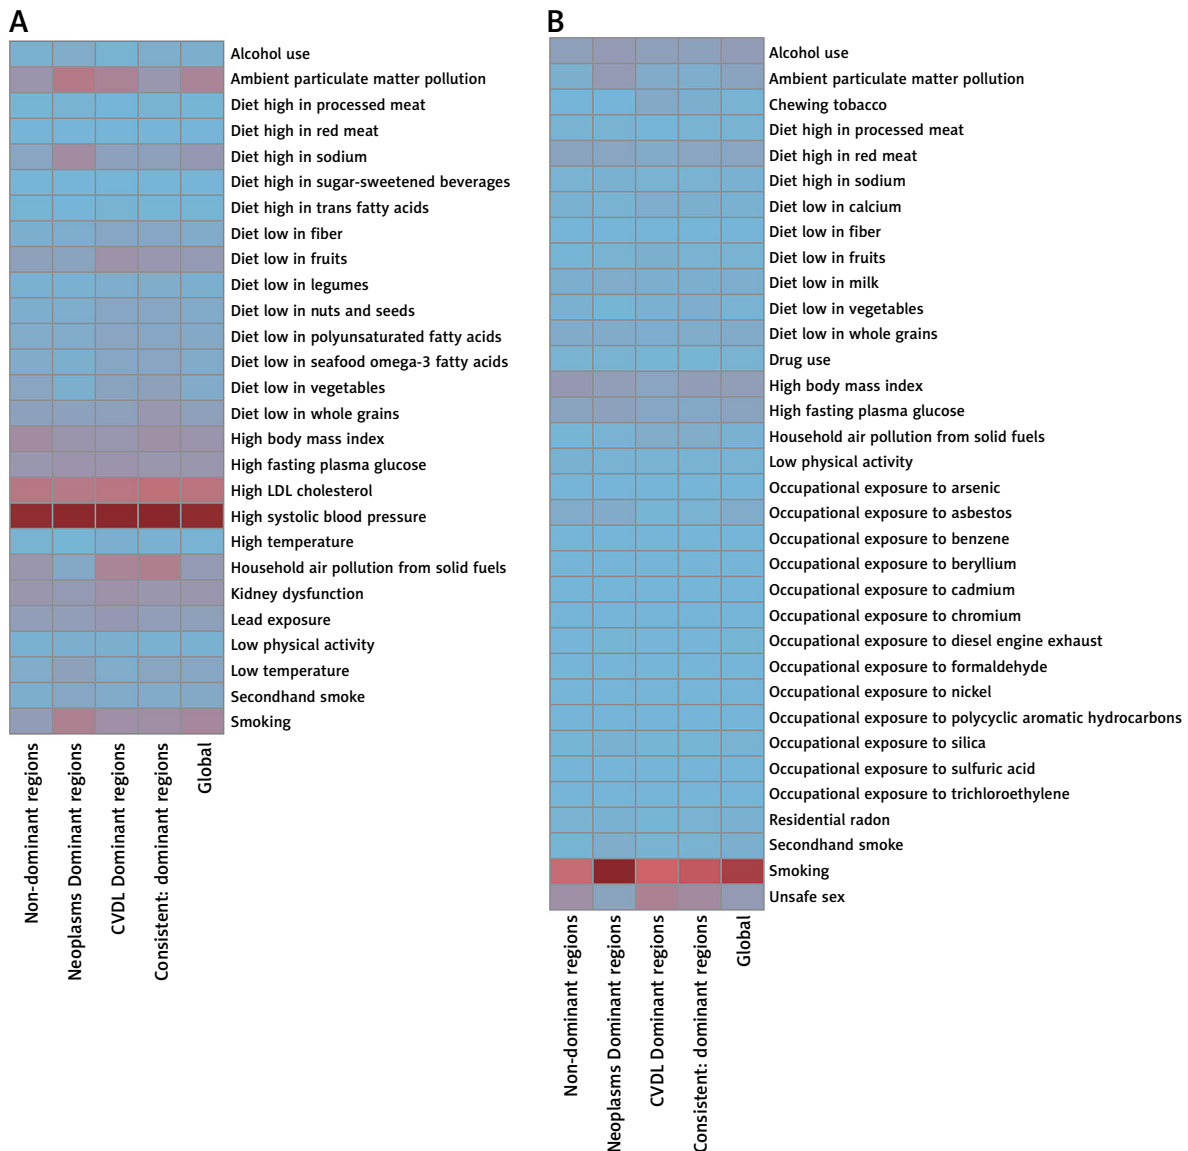 A
Alcohol use
Ambient particulate matter pollution
Diet high in processed meat
Diet high in red meat
Diet high in sodium
Diet high in sugar-sweetened beverages
Diet high in trans fatty acids
Diet low in fiber
Diet low in fruits
Diet low in legumes
Diet low in nuts and seeds
Diet low in polyunsaturated fatty acids
Diet low in seafood omega-3 fatty acids
Diet low in vegetables
Diet low in whole grains
High body mass index
High fasting plasma glucose
High LDL cholesterol
High systolic blood pressure
High temperature
Household air pollution from solid fuels
Kidney dysfunction
Lead exposure
Low physical activity
Low temperature
Secondhand smoke
Smoking
Non-dominant regions
Neoplasms Dominant regions
CVDL Dominant regions
Consistent: dominant regions
Global
B
Alcohol use
Ambient particulate matter pollution
Chewing tobacco
Diet high in processed meat
Diet high in red meat
Diet high in sodium
Diet low in calcium
Diet low in fiber
Diet low in fruits
Diet low in milk
Diet low in vegetables
Diet low in whole grains
Drug use
High body mass index
High fasting plasma glucose
Household air pollution from solid fuels
Low physical activity
Occupational exposure to arsenic
Occupational exposure to asbestos
Occupational exposure to benzene
Occupational exposure to beryllium
Occupational exposure to cadmium
Occupational exposure to chromium
Occupational exposure to diesel engine exhaust
Occupational exposure to formaldehyde
Occupational exposure to nickel
Occupational exposure to polycyclic aromatic hydrocarbons
Occupational exposure to silica
Occupational exposure to sulfuric acid
Occupational exposure to trichloroethylene
Residential radon
Secondhand smoke
Smoking
Unsafe sex
Non-dominant regions
Neoplasms Dominant regions
CVDL Dominant regions
Consistent: dominant regions
Global